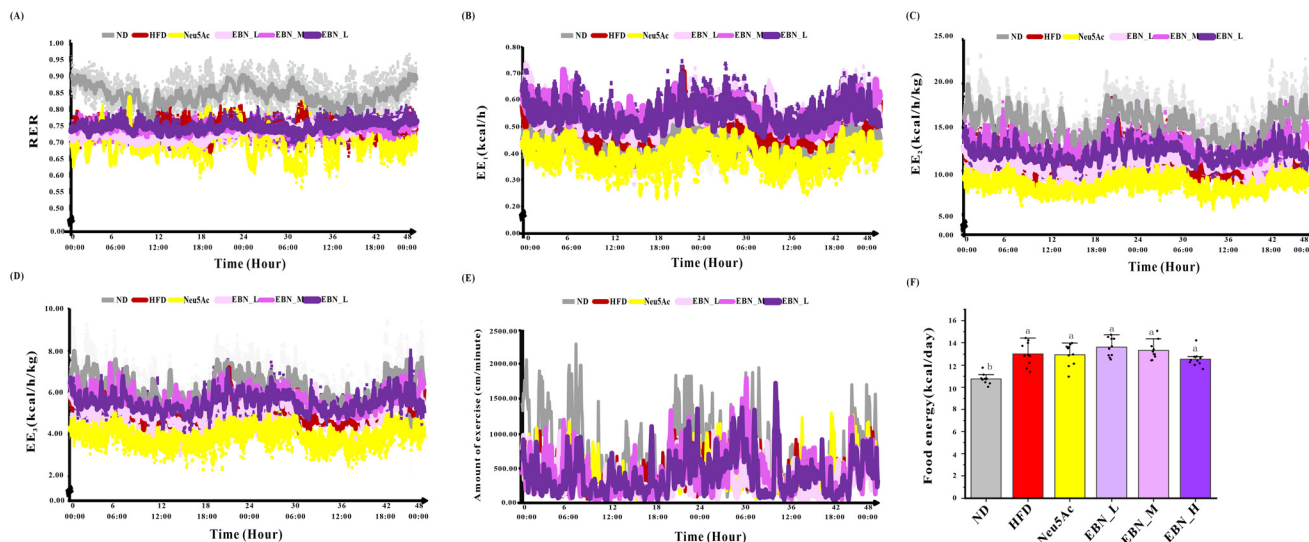 (A)
ND HFD Neu5Ac EBN_L EBN_M EBN_L
RER
1.00
0.95
0.90
0.85
0.80
0.75
0.70
0.65
0.60
0.55
0.50
0.00
0 6 12 18 24 30 36 42 48
00:00 06:00 12:00 18:00 00:00 06:00 12:00 18:00 00:00
Time (Hour)
(B)
ND HFD Neu5Ac EBN_L EBN_M EBN_L
EE₁(kcal/h)
0.80
0.70
0.60
0.50
0.40
0.30
0.20
0.00
0 6 12 18 24 30 36 42 48
00:00 06:00 12:00 18:00 00:00 06:00 12:00 18:00 00:00
Time (Hour)
(C)
ND HFD Neu5Ac EBN_L EBN_M EBN_L
EE₂(kcal/h/kg)
25.00
20.00
15.00
10.00
5.00
0.00
0 6 12 18 24 30 36 42 48
00:00 06:00 12:00 18:00 00:00 06:00 12:00 18:00 00:00
Time (Hour)
(D)
ND HFD Neu5Ac EBN_L EBN_M EBN_L
EE₃(kcal/h/kg)
10.00
8.00
6.00
4.00
2.00
0.00
0 6 12 18 24 30 36 42 48
00:00 06:00 12:00 18:00 00:00 06:00 12:00 18:00 00:00
Time (Hour)
(E)
ND HFD Neu5Ac EBN_L EBN_M EBN_L
Amount of exercise (cm/minute)
2500.00
2000.00
1500.00
1000.00
500.00
0.00
0 6 12 18 24 30 36 42 48
00:00 06:00 12:00 18:00 00:00 06:00 12:00 18:00 00:00
Time (Hour)
(F)
Food energy(kcal/day)
16
14
12
10
8
6
4
2
0
b a a a a a
ND HFD Neu5Ac EBN_L EBN_M EBN_H